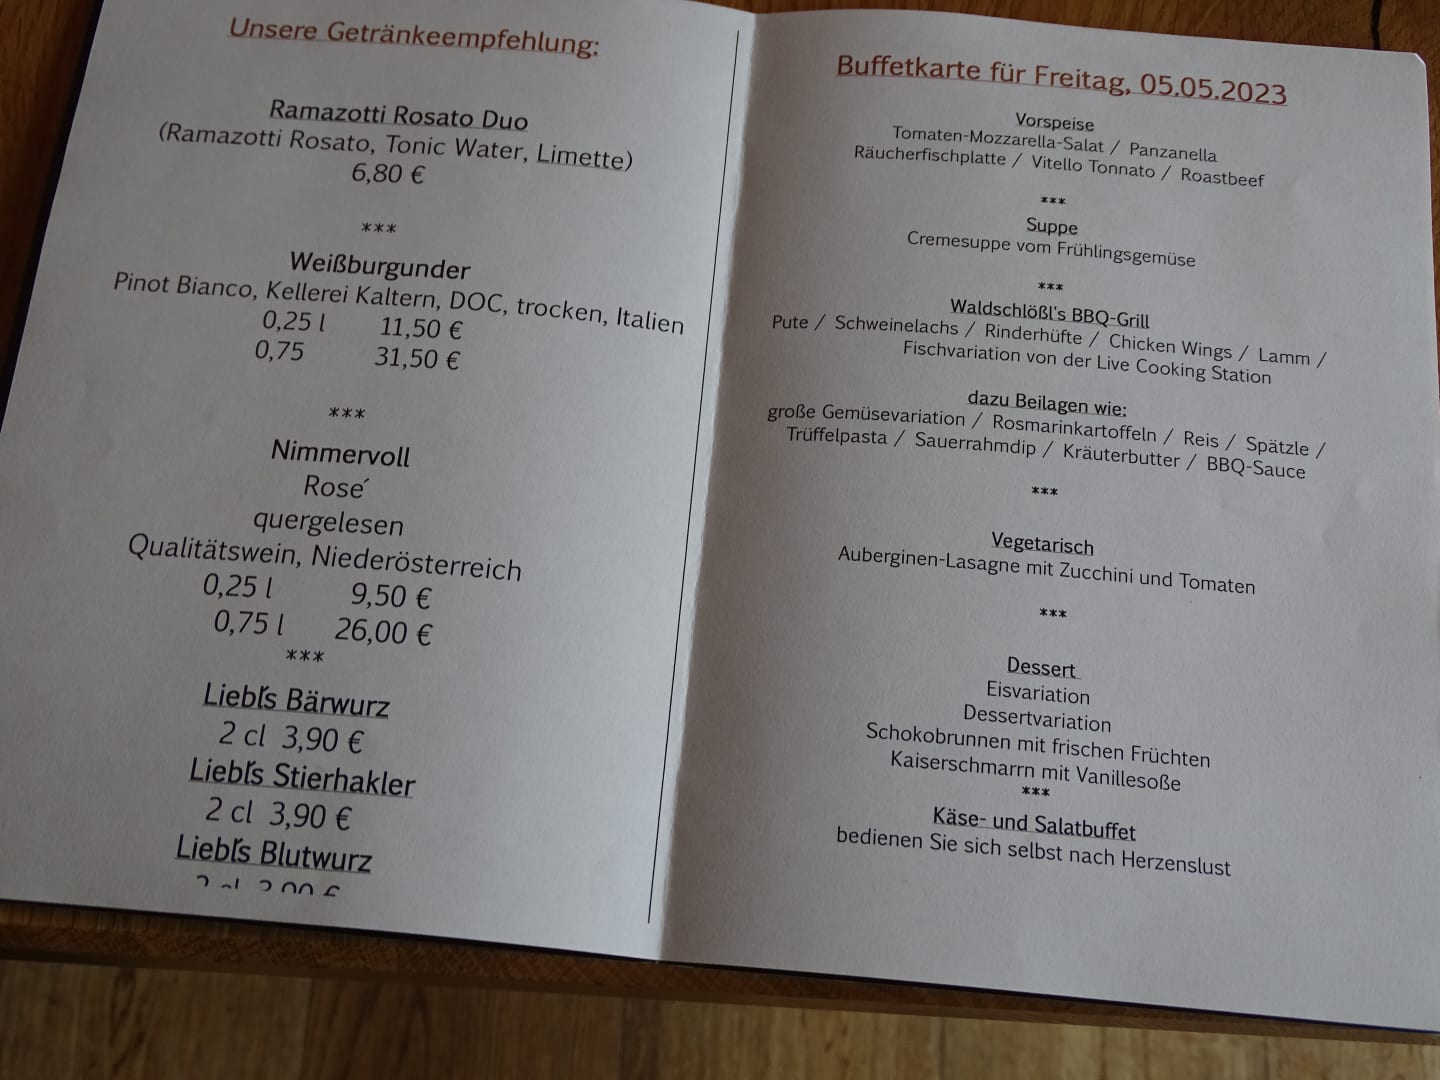 Unsere Getränkeempfehlung:
Ramazotti Rosato Duo
(Ramazotti Rosato, Tonic Water, Limette)
6,80 €
***
Weißburgunder
Pinot Bianco, Kellerei Kaltern, DOC, trocken, Italien
0,25 l 11,50 €
0,75 31,50 €
***
Nimmervoll
Rose´
quergelesen
Qualitätswein, Niederösterreich
0,25 l 9,50 €
0,75 l 26,00 €
***
Liebl´s Bärwurz
2 cl 3,90 €
Liebl´s Stierhakler
2 cl 3,90 €
Liebl´s Blutwurz
Buffetkarte für Freitag, 05.05.2023
Vorspeise
Tomaten-Mozzarella-Salat / Panzanella
Räucherfischplatte / Vitello Tonnato / Roastbeef
***
Suppe
Cremesuppe vom Frühlingsgemüse
***
Waldschlößl's BBQ-Grill
Pute / Schweinelachs / Rinderhüfte / Chicken Wings / Lamm /
Fischvariation von der Live Cooking Station
dazu Beilagen wie:
große Gemüsevariation / Rosmarinkartoffeln / Reis / Spätzle /
Trüffelpasta / Sauerrahmdip / Kräuterbutter / BBQ-Sauce
***
Vegetarisch
Auberginen-Lasagne mit Zucchini und Tomaten
***
Dessert
Eisvariation
Dessertvariation
Schokobrunnen mit frischen Früchten
Kaiserschmarrn mit Vanillesoße
***
Käse- und Salatbuffet
bedienen Sie sich selbst nach Herzenslust